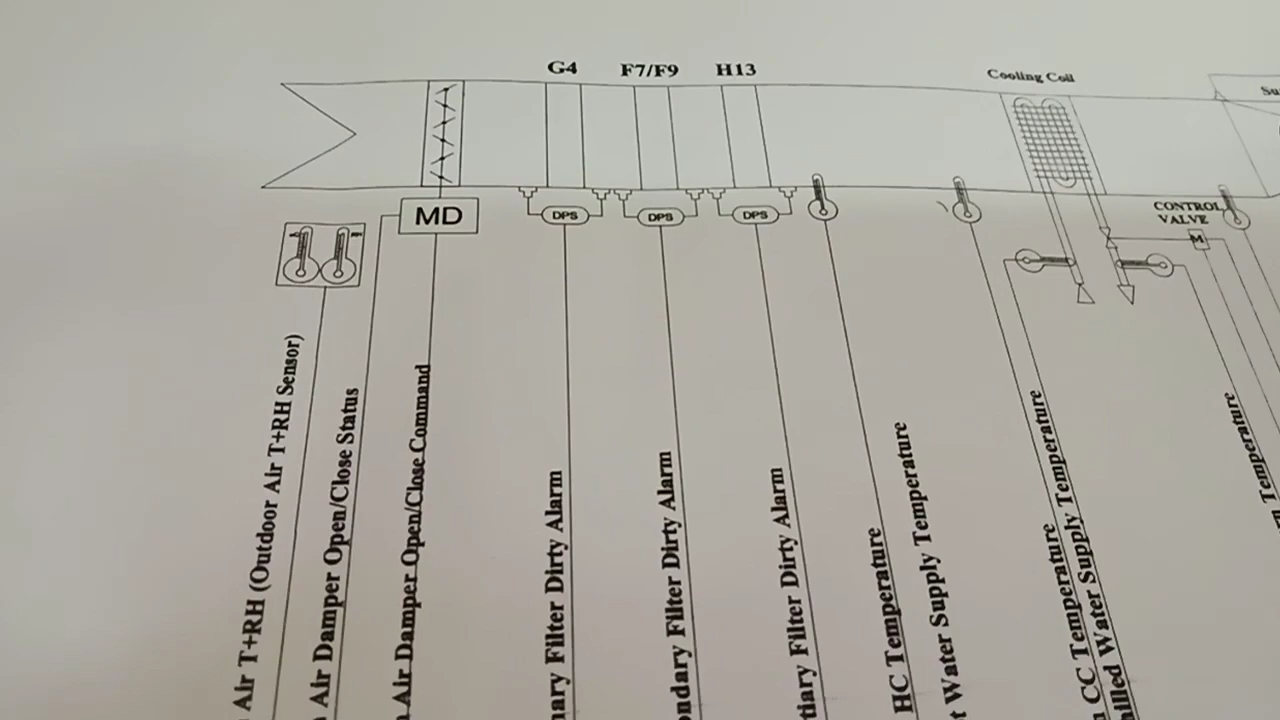 G4
F7/F9
H13
Cooling Coil
MD
DPS
DPS
DPS
CONTROL
VALVE
M
Air T+RH (Outdoor Air T+RH Sensor)
Air Damper Open/Close Status
Air Damper Open/Close Command
Filter Dirty Alarm
Filter Dirty Alarm
Filter Dirty Alarm
HC Temperature
Water Supply Temperature
CC Temperature
Water Supply Temperature
Temperature